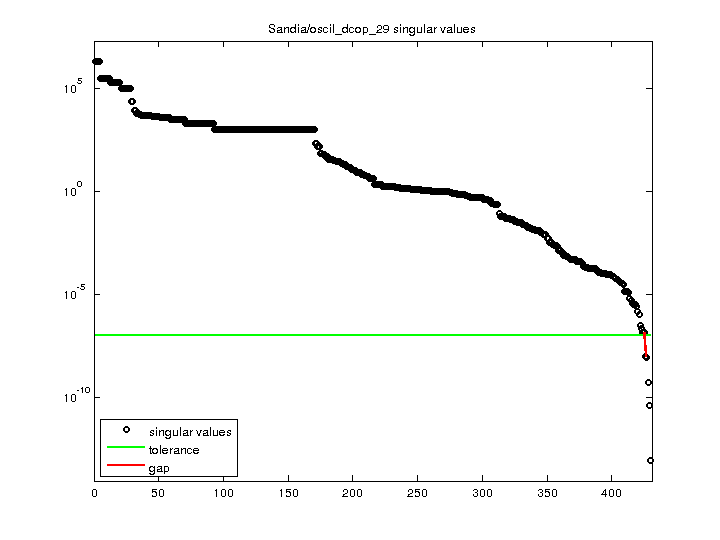 Sandia/oscil_dcop_29 singular values
10^5
10^0
10^-5
10^-10
singular values
tolerance
gap
0 50 100 150 200 250 300 350 400